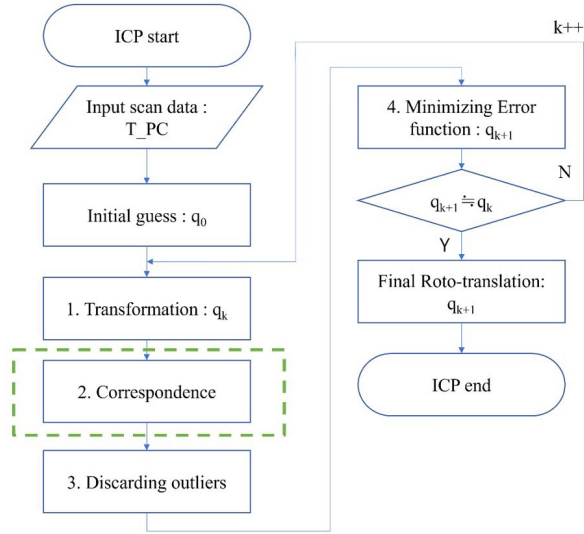 ICP start
Input scan data :
T_PC
Initial guess : q₀
1. Transformation : qₖ
2. Correspondence
3. Discarding outliers
k++
4. Minimizing Error
function : qₖ₊₁
N
qₖ₊₁≒qₖ
Y
Final Roto-translation:
qₖ₊₁
ICP end